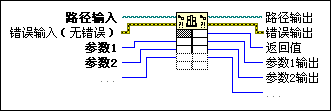 路径输入
错误输入（无错误）
参数1
参数2
...
路径输出
错误输出
返回值
参数1输出
参数2输出
...